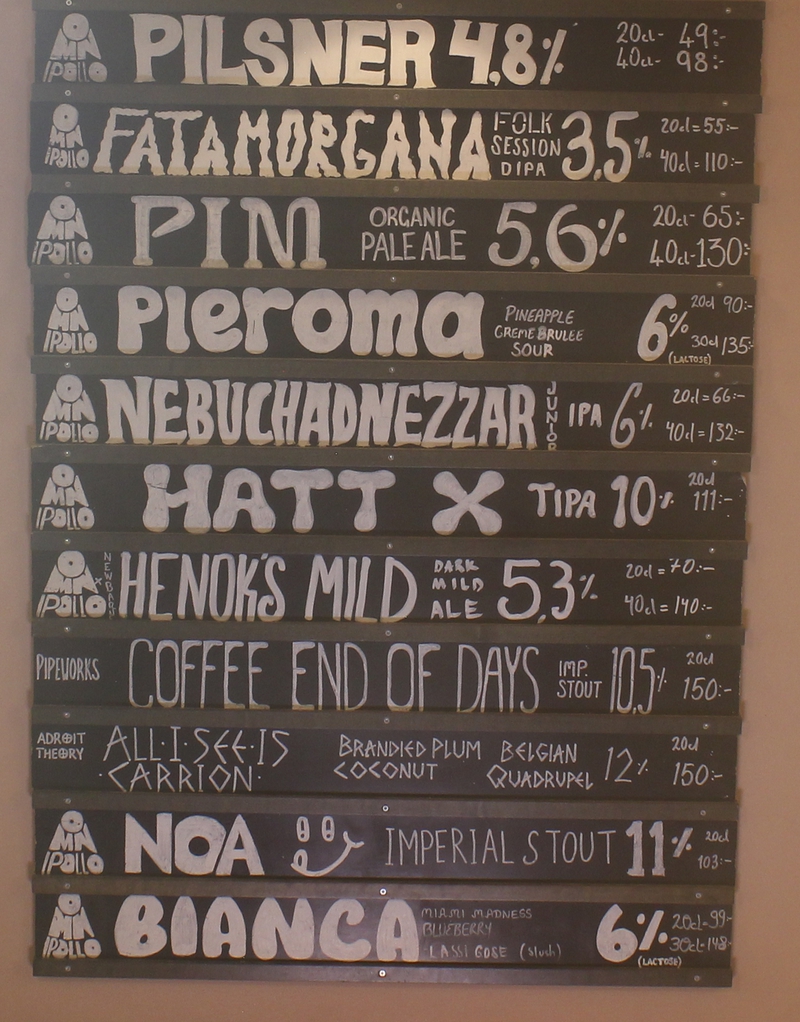 OMNIPOLLO PILSNER 4,8% 20cl- 49:-
40cl- 98:-
OMNIPOLLO FATAMORGANA FOLK SESSION DIPA 3,5% 20cl=55:-
40cl=110:-
OMNIPOLLO PIM ORGANIC PALE ALE 5,6% 20cl- 65:-
40cl-130:-
OMNIPOLLO PleromA PINEAPPLE CREME BRULEE SOUR 6% (LACTOSE) 20cl 90:-
30cl 135:-
OMNIPOLLO NEBUCHADNEZZAR JUNIOR IPA 6% 20cl=66:-
40cl=132:-
OMNIPOLLO HATT X TIPA 10% 20cl
111:-
OMNIPOLLO X NEWBARN HENOK'S MILD DARK MILD ALE 5,3% 20cl=70:-
40cl=140:-
PIPEWORKS COFFEE END OF DAYS IMP. STOUT 10,5% 20cl
150:-
ADROIT THEORY ALL·I·SEE·IS
·CARRION· BRANDIED PLUM COCONUT BELGIAN QUADRUPEL 12% 20cl
150:-
OMNIPOLLO NOA IMPERIAL STOUT 11% 20cl
103:-
OMNIPOLLO BIANCA MIAMI MADNESS
BLUEBERRY
LASSI GOSE (slush) 6% (LACTOSE) 20cl-99:-
30cl-148:-